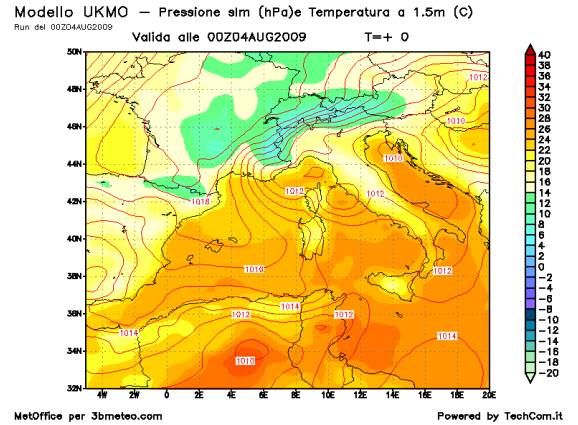 Modello UKMO — Pressione slm (hPa)e Temperatura a 1.5m (C)
Run del 00Z04AUG2009
Valida alle 00Z04AUG2009 T=+ 0
50N
48N
46N
44N
42N
40N
38N
36N
34N
32N
4W 2W 0 2E 4E 6E 8E 10E 12E 14E 16E 18E 20E
1012
1010
1010
1012
1012
1018
1016
1012
1014
1012
1012
1014
1010
40
38
36
34
32
30
28
26
24
22
20
18
16
14
12
10
8
6
4
2
0
−2
−4
−6
−8
−10
−12
−14
−16
−18
−20
MetOffice per 3bmeteo.com
Powered by TechCom.it